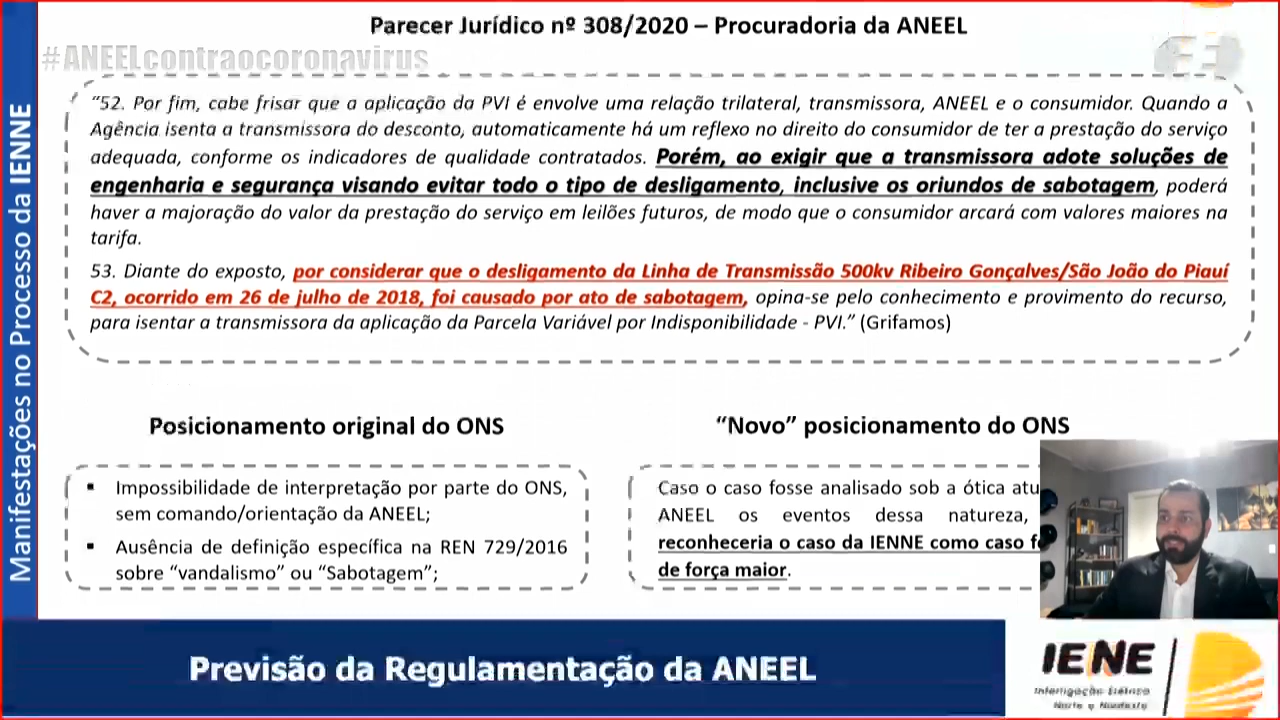 Parecer Jurídico nº 308/2020 – Procuradoria da ANEEL
#ANEELcontraocoronavirus
Manifestações no Processo da IENNE
“52. Por fim, cabe frisar que a aplicação da PVI é envolve uma relação trilateral, transmissora, ANEEL e o consumidor. Quando a
Agência isenta a transmissora do desconto, automaticamente há um reflexo no direito do consumidor de ter a prestação do serviço
adequada, conforme os indicadores de qualidade contratados. Porém, ao exigir que a transmissora adote soluções de
engenharia e segurança visando evitar todo o tipo de desligamento, inclusive os oriundos de sabotagem, poderá
haver a majoração do valor da prestação do serviço em leilões futuros, de modo que o consumidor arcará com valores maiores na
tarifa.
53. Diante do exposto, por considerar que o desligamento da Linha de Transmissão 500kv Ribeiro Gonçalves/São João do Piauí
C2, ocorrido em 26 de julho de 2018, foi causado por ato de sabotagem, opina-se pelo conhecimento e provimento do recurso,
para isentar a transmissora da aplicação da Parcela Variável por Indisponibilidade - PVI.” (Grifamos)
Posicionamento original do ONS
▪ Impossibilidade de interpretação por parte do ONS,
sem comando/orientação da ANEEL;
▪ Ausência de definição específica na REN 729/2016
sobre “vandalismo” ou “Sabotagem”;
“Novo” posicionamento do ONS
Caso o caso fosse analisado sob a ótica atu
ANEEL os eventos dessa natureza,
reconheceria o caso da IENNE como caso fo
de força maior.
Previsão da Regulamentação da ANEEL
IENNE
Interligação Elétrica
Norte e Nordeste